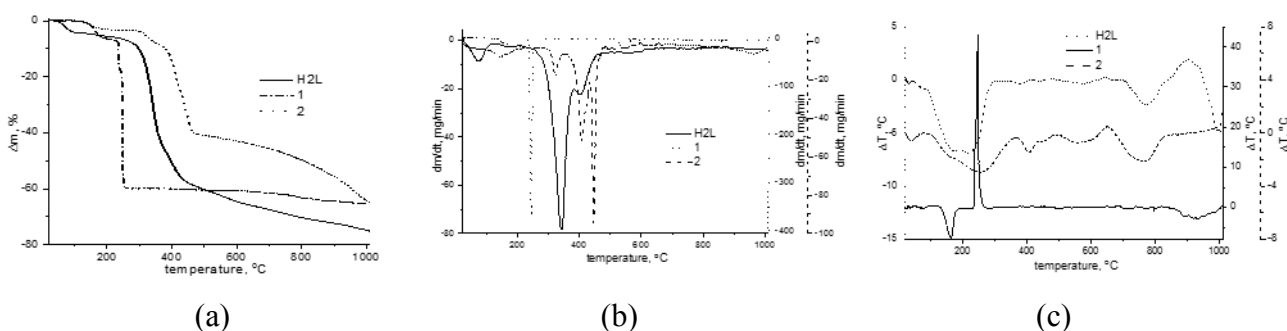 0
-20
-40
-60
-80
Δm, %
H2L
1
2
0 200 400 600 800 1000
temperature, °C
(a)
0
-20
-40
-60
-80
dm/dt, mg/min
H2L
1
2
200 400 600 800 1000
temperature, °C
0
-100
-200
-300
-400
dm/dt, mg/min
0
-20
-40
-60
-80
-100
dm/dt, mg/min
(b)
5
0
-5
-10
-15
ΔT, °C
H2L
1
2
200 400 600 800 1000
temperature, °C
40
30
20
10
0
ΔT, °C
8
4
0
-4
-8
ΔT, °C
(c)